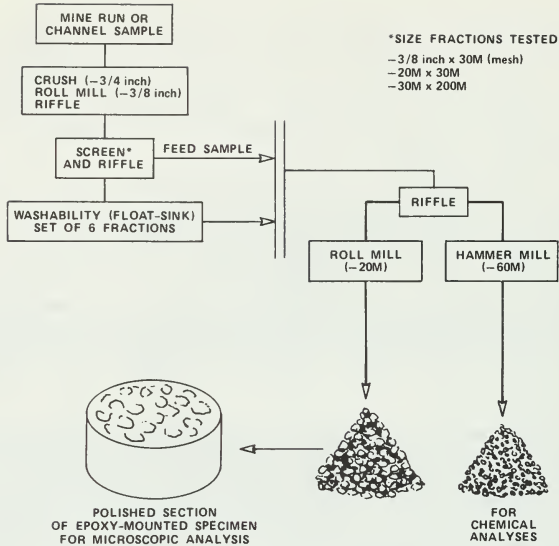 MINE RUN OR
CHANNEL SAMPLE
*SIZE FRACTIONS TESTED
−3/8 inch x 30M (mesh)
−20M x 30M
−30M x 200M
CRUSH (−3/4 inch)
ROLL MILL (−3/8 inch)
RIFFLE
SCREEN*
AND RIFFLE
FEED SAMPLE
WASHABILITY (FLOAT-SINK)
SET OF 6 FRACTIONS
RIFFLE
ROLL MILL
(−20M)
HAMMER MILL
(−60M)
POLISHED SECTION
OF EPOXY-MOUNTED SPECIMEN
FOR MICROSCOPIC ANALYSIS
FOR
CHEMICAL
ANALYSES